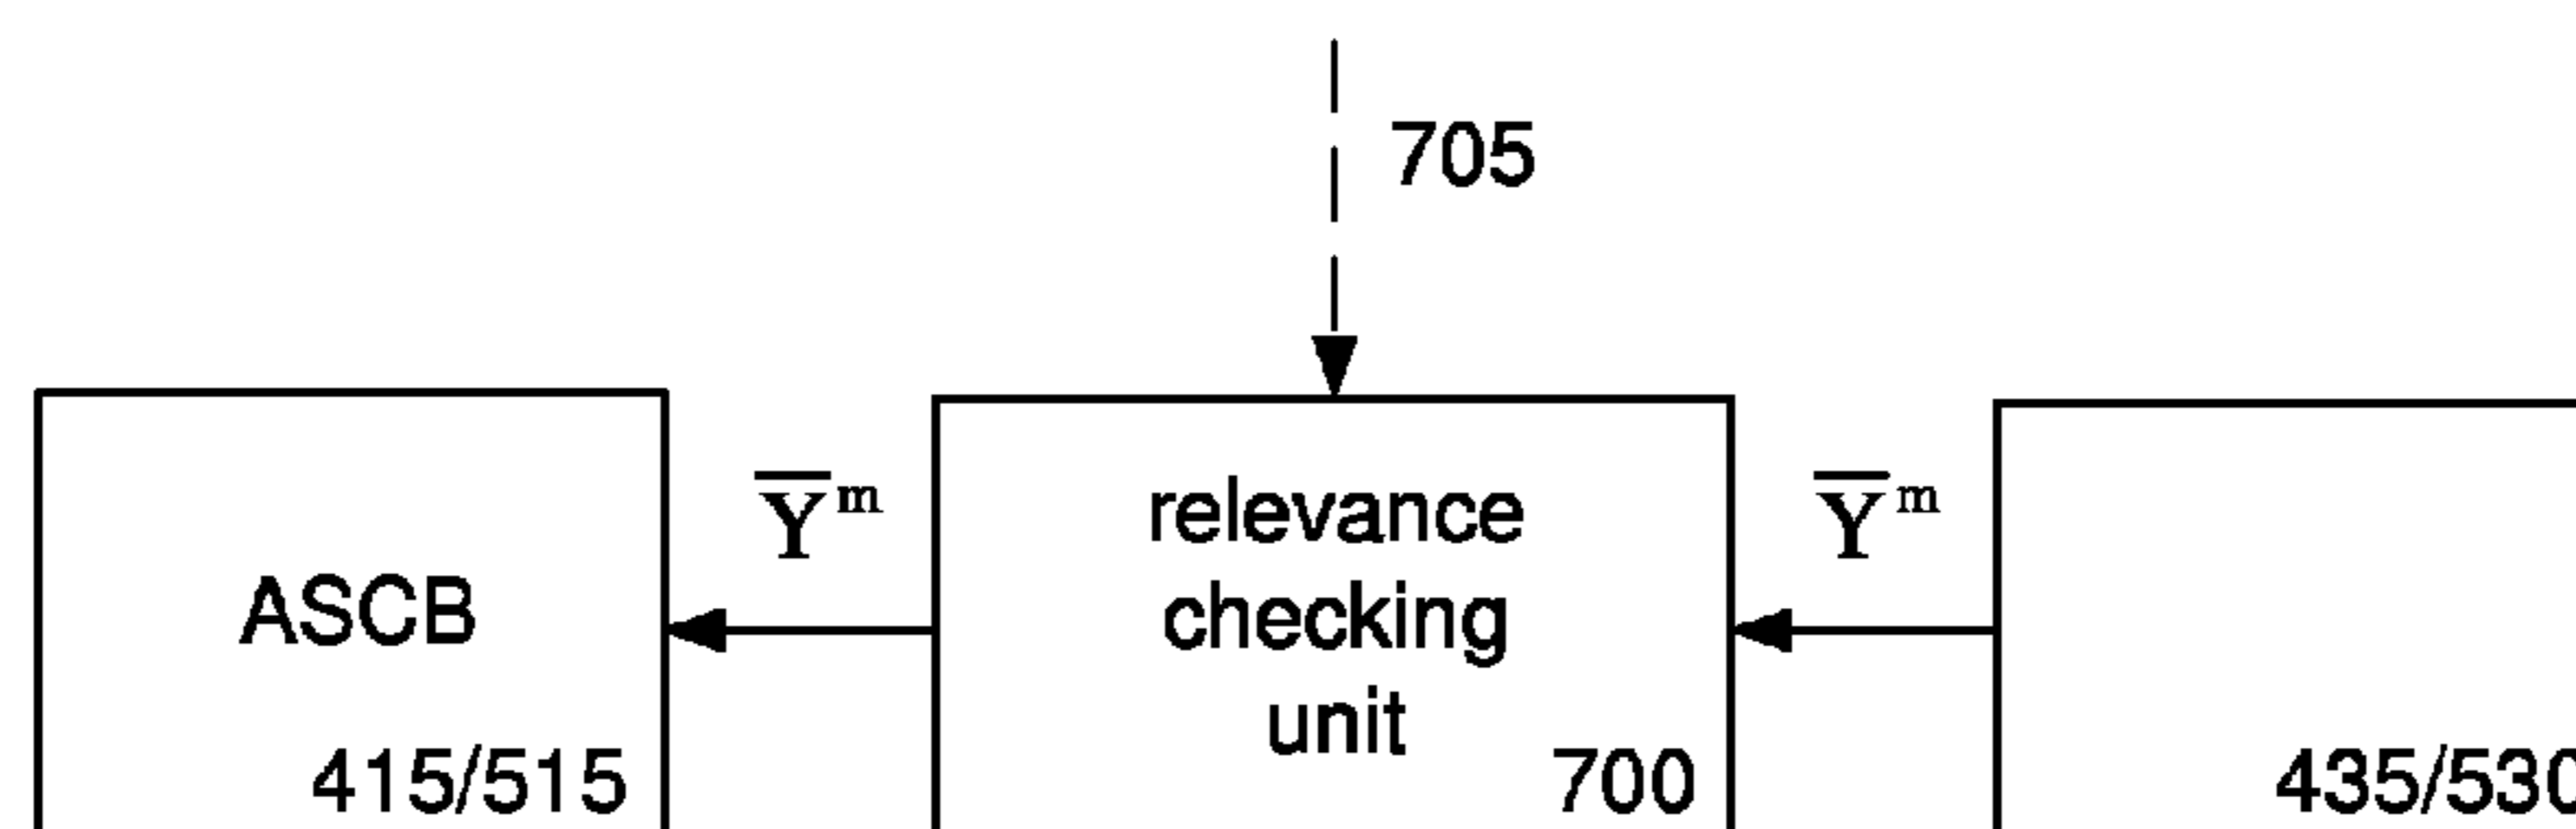 705
Y̅ᵐ
Y̅ᵐ
relevance
checking
unit
ASCB
415/515
700
435/530